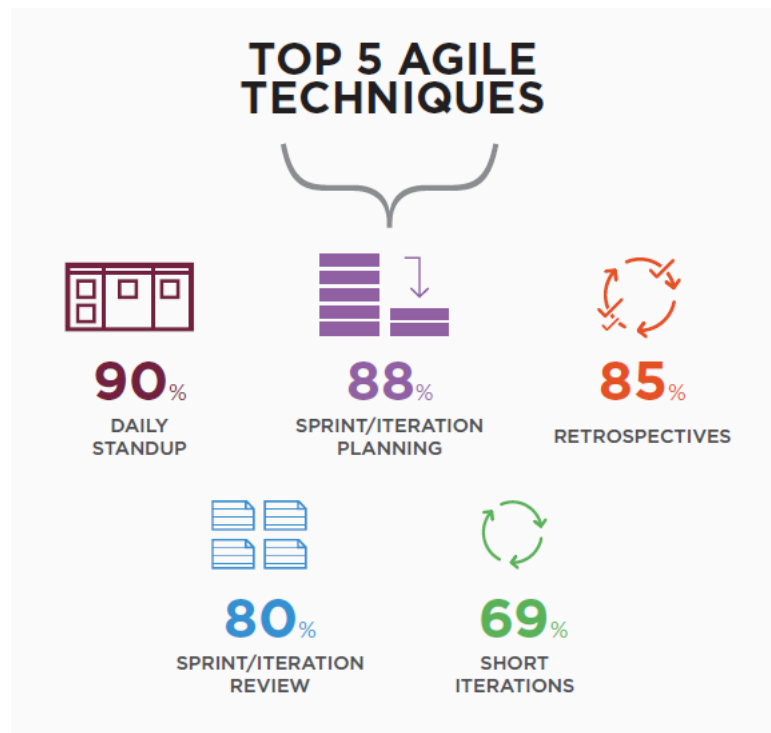 TOP 5 AGILE
TECHNIQUES
90%
DAILY
STANDUP
88%
SPRINT/ITERATION
PLANNING
85%
RETROSPECTIVES
80%
SPRINT/ITERATION
REVIEW
69%
SHORT
ITERATIONS